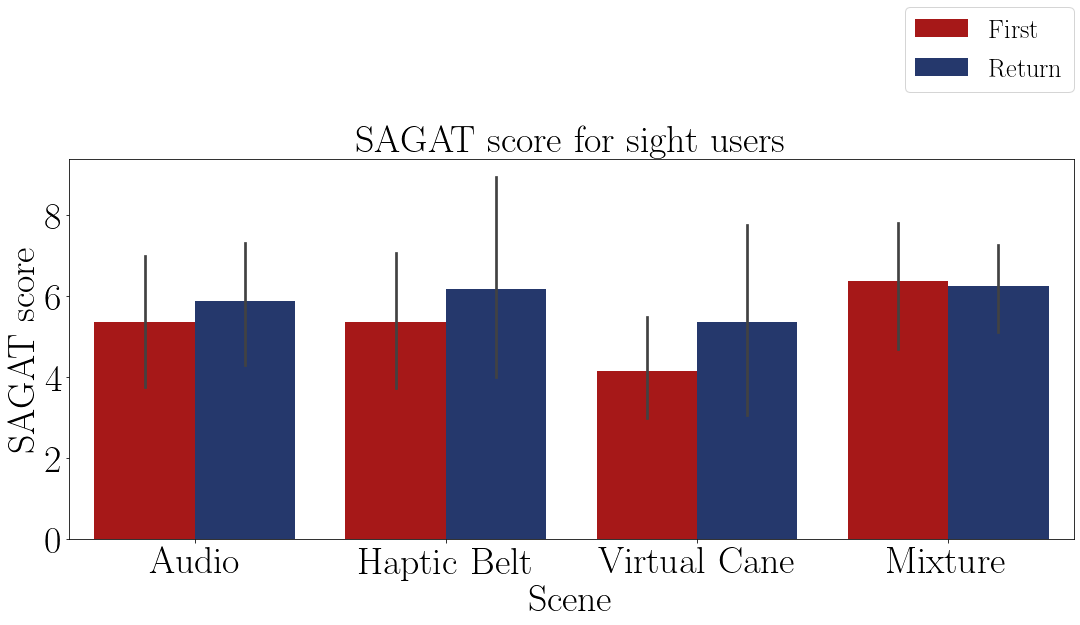 First
Return
SAGAT score for sight users
SAGAT score
8
6
4
2
0
Audio
Haptic Belt
Virtual Cane
Mixture
Scene